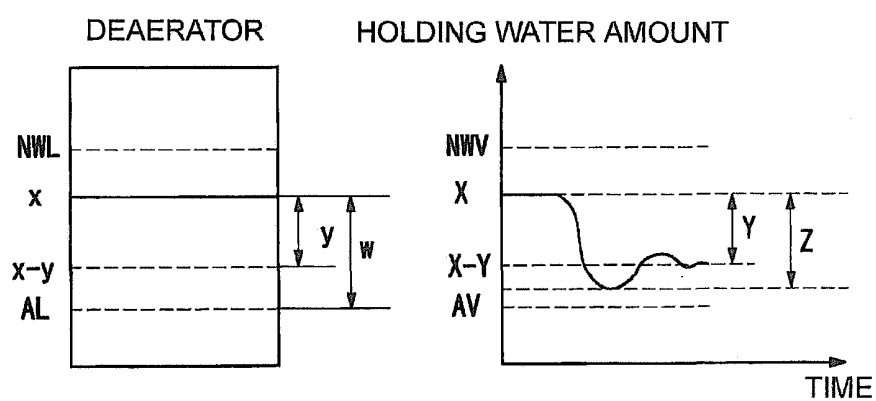 DEAERATOR
NWL
x
x-y
AL
y
w
HOLDING WATER AMOUNT
NWV
X
X-Y
AV
Y
Z
TIME